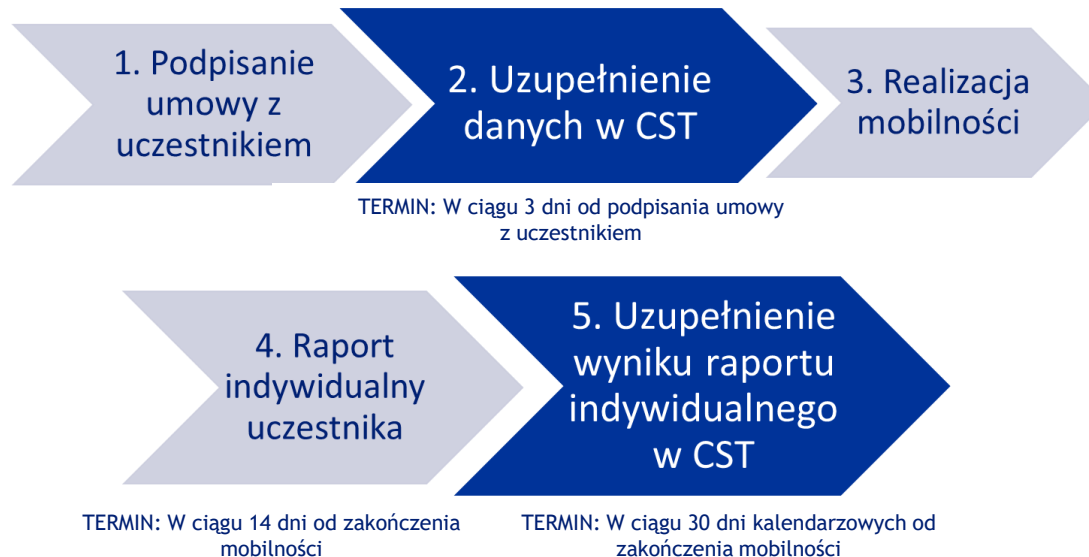 1. Podpisanie
umowy z
uczestnikiem
2. Uzupełnienie
danych w CST
3. Realizacja
mobilności
TERMIN: W ciągu 3 dni od podpisania umowy
z uczestnikiem
4. Raport
indywidualny
uczestnika
5. Uzupełnienie
wyniku raportu
indywidualnego
w CST
TERMIN: W ciągu 14 dni od zakończenia
mobilności
TERMIN: W ciągu 30 dni kalendarzowych od
zakończenia mobilności